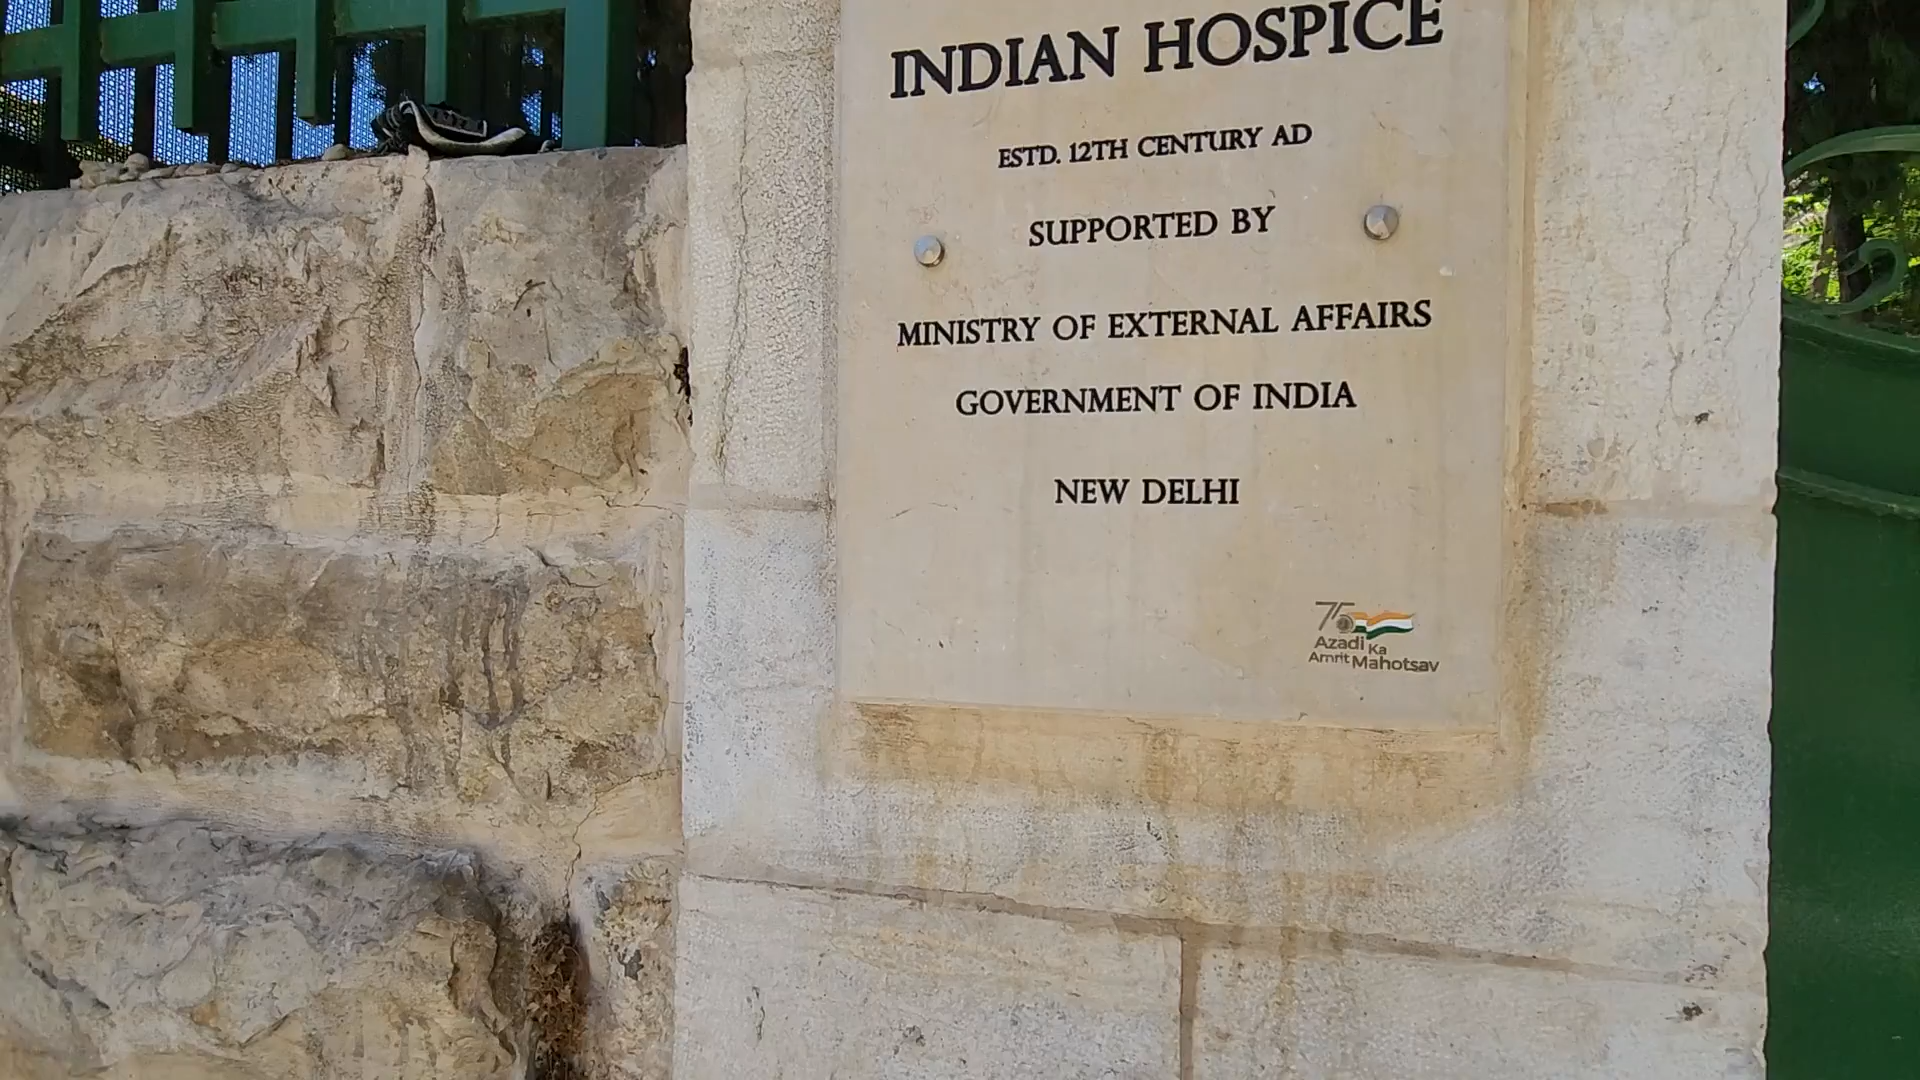 INDIAN HOSPICE
ESTD. 12TH CENTURY AD
SUPPORTED BY
MINISTRY OF EXTERNAL AFFAIRS
GOVERNMENT OF INDIA
NEW DELHI
75
Azadi Ka
Amrit Mahotsav